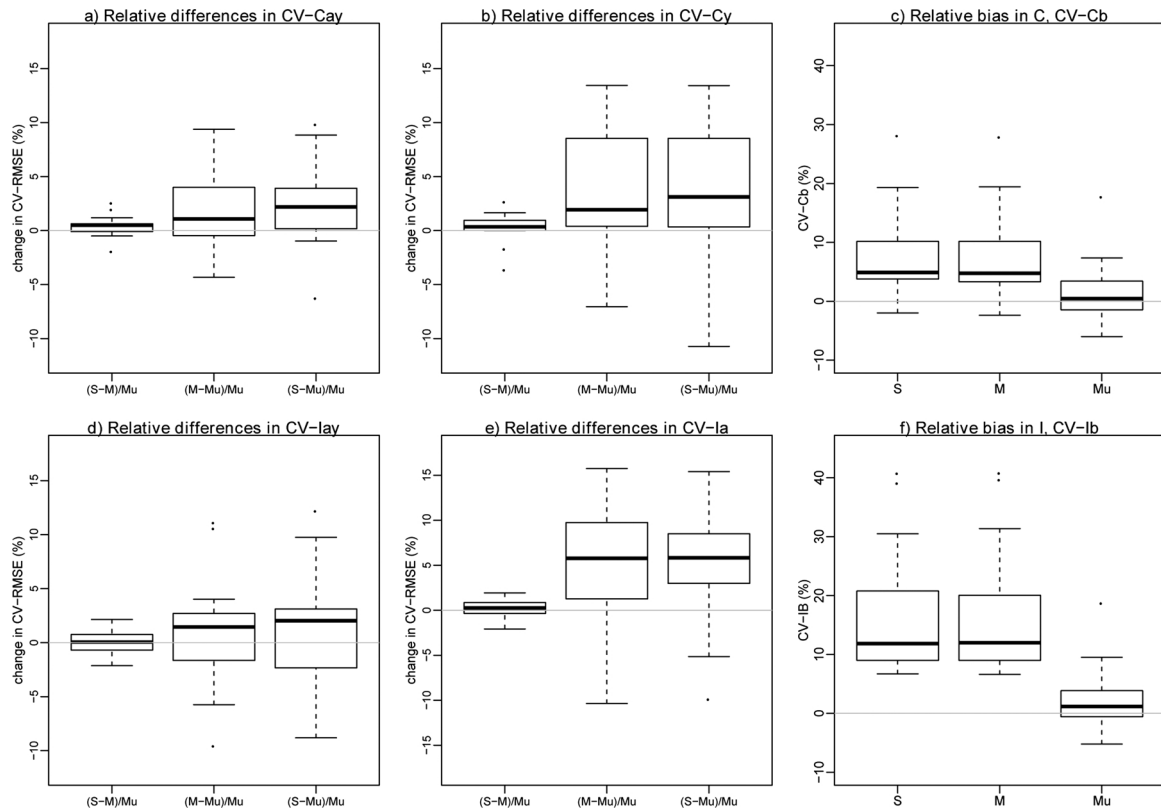 a) Relative differences in CV−Cay
change in CV−RMSE (%)
15
10
5
0
−5
−10
(S−M)/Mu
(M−Mu)/Mu
(S−Mu)/Mu
b) Relative differences in CV−Cy
change in CV−RMSE (%)
15
10
5
0
−5
−10
(S−M)/Mu
(M−Mu)/Mu
(S−Mu)/Mu
c) Relative bias in C, CV−Cb
CV−Cb (%)
40
30
20
10
0
−10
S
M
Mu
d) Relative differences in CV−Iay
change in CV−RMSE (%)
15
10
5
0
−5
−10
(S−M)/Mu
(M−Mu)/Mu
(S−Mu)/Mu
e) Relative differences in CV−Ia
change in CV−RMSE (%)
15
10
5
0
−5
−10
−15
(S−M)/Mu
(M−Mu)/Mu
(S−Mu)/Mu
f) Relative bias in I, CV−Ib
CV−IB (%)
40
30
20
10
0
−10
S
M
Mu